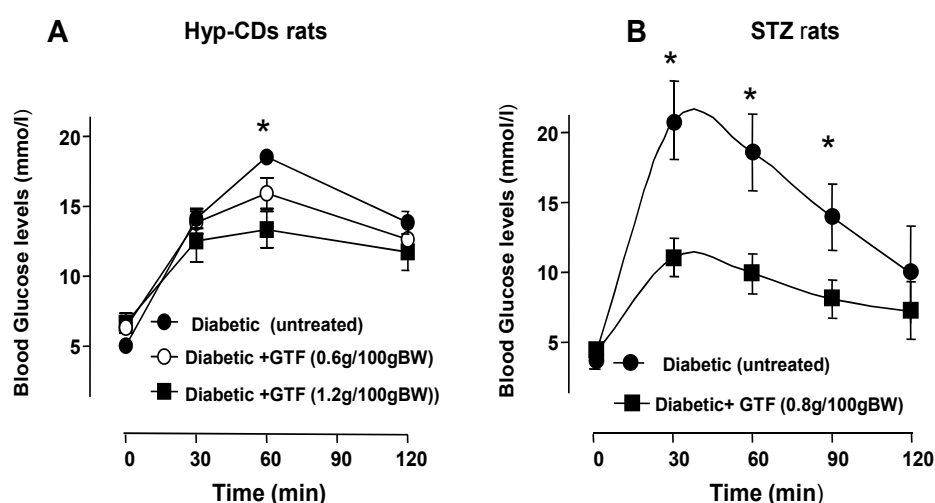 A
Hyp-CDs rats
Blood Glucose levels (mmo/l)
20
15
10
5
*
Diabetic (untreated)
Diabetic +GTF (0.6g/100gBW)
Diabetic +GTF (1.2g/100gBW))
0 30 60 90 120
Time (min)
B
STZ rats
Blood Glucose levels (mmol/l)
20
15
10
5
*
*
*
Diabetic (untreated)
Diabetic+ GTF (0.8g/100gBW)
0 30 60 90 120
Time (min)